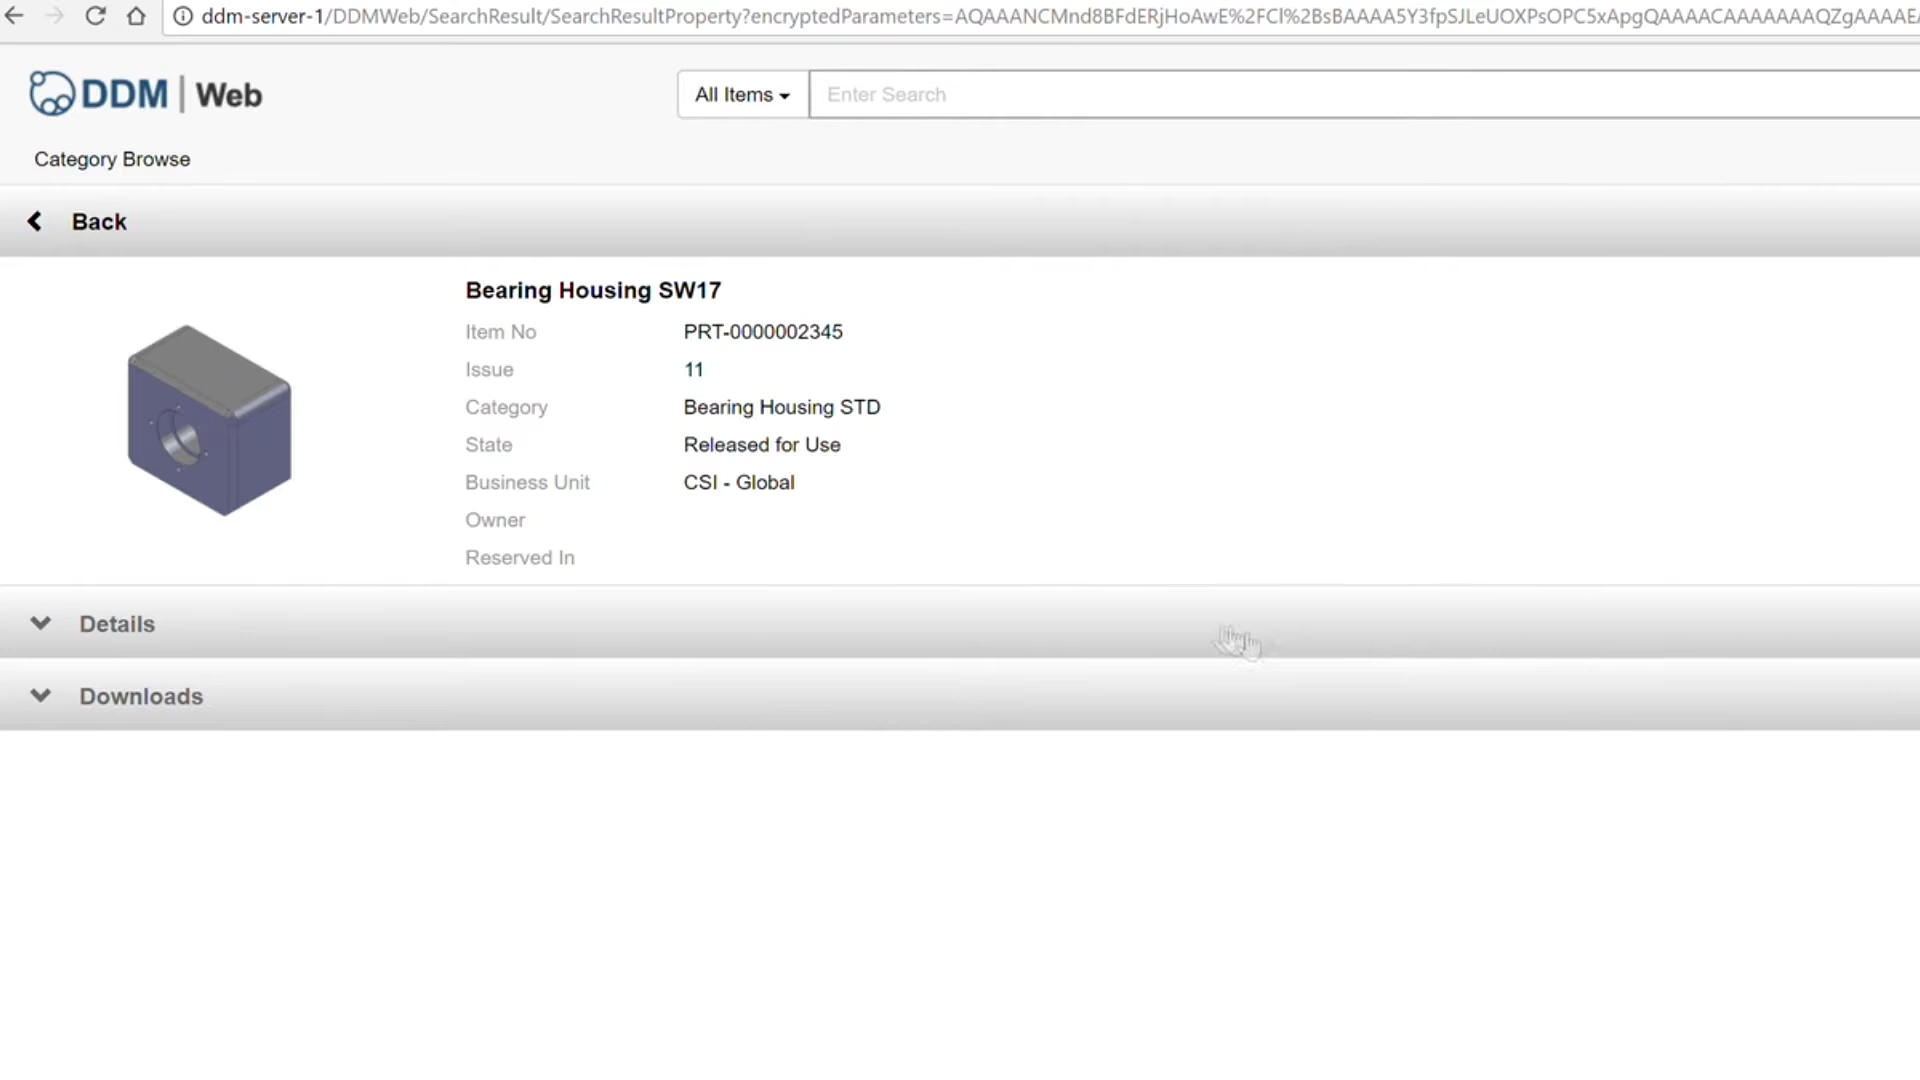 ddm-server-1/DDMWeb/SearchResult/SearchResultProperty?encryptedParameters=AQAAANCMnd8BFdERjHoAwE%2FCl%2BsBAAAA5Y3fpSJLeUOXPsOPC5xApgQAAAACAAAAAAAQZgAAAAEA
DDM | Web
All Items
Enter Search
Category Browse
Back
Bearing Housing SW17
Item No PRT-0000002345
Issue 11
Category Bearing Housing STD
State Released for Use
Business Unit CSI - Global
Owner
Reserved In
Details
Downloads